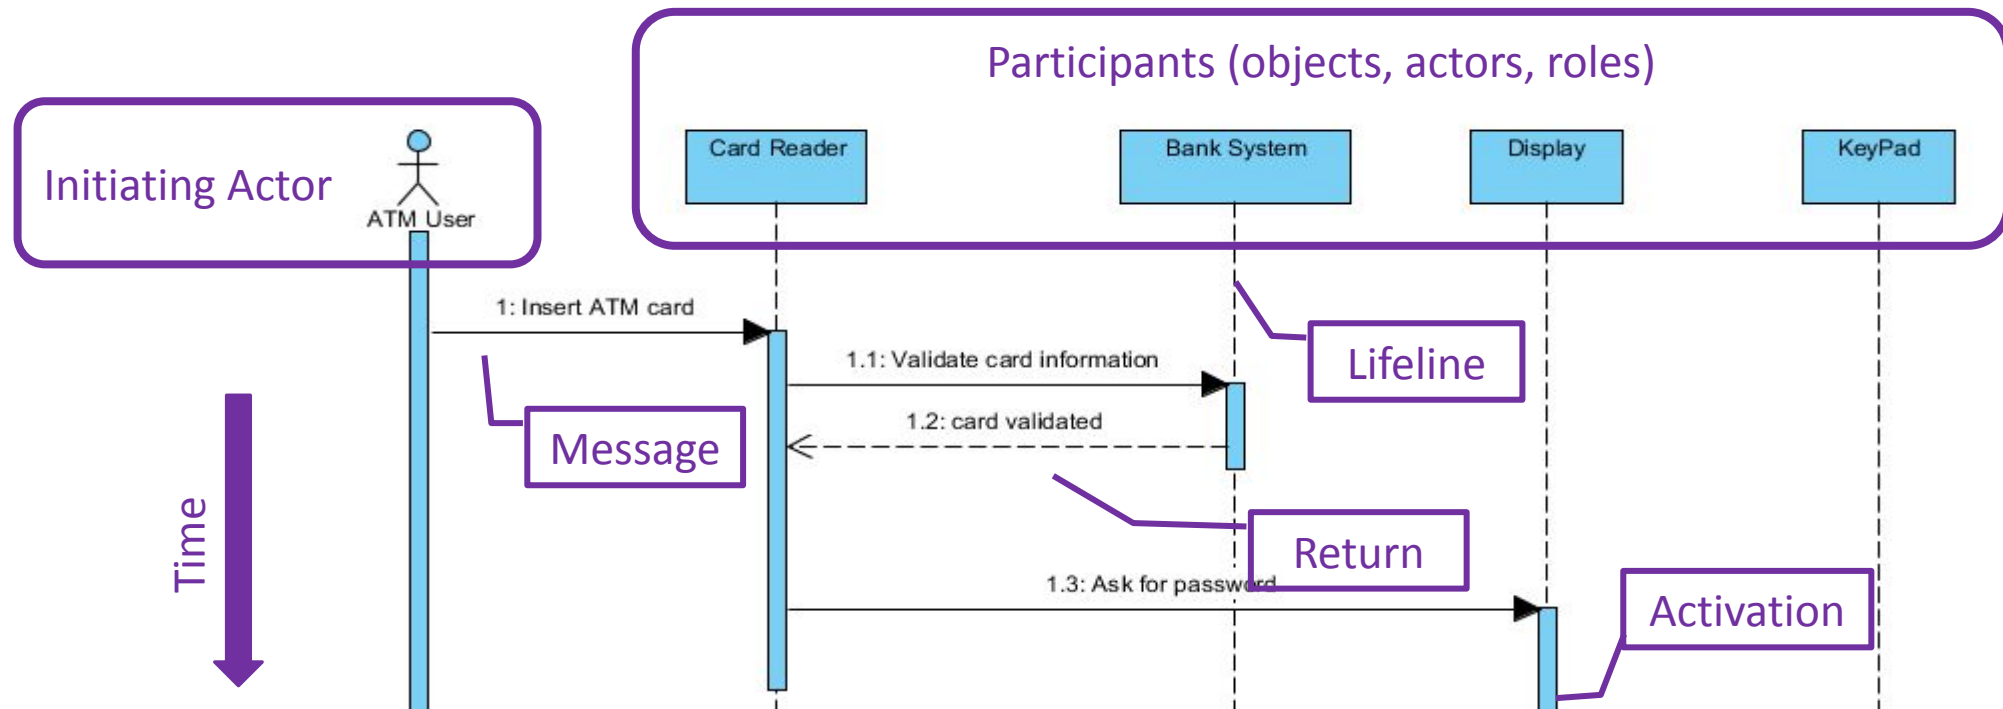 Participants (objects, actors, roles)
Initiating Actor
ATM User
Card Reader
Bank System
Display
KeyPad
1: Insert ATM card
1.1: Validate card information
Lifeline
1.2: card validated
Message
Time
Return
1.3: Ask for password
Activation